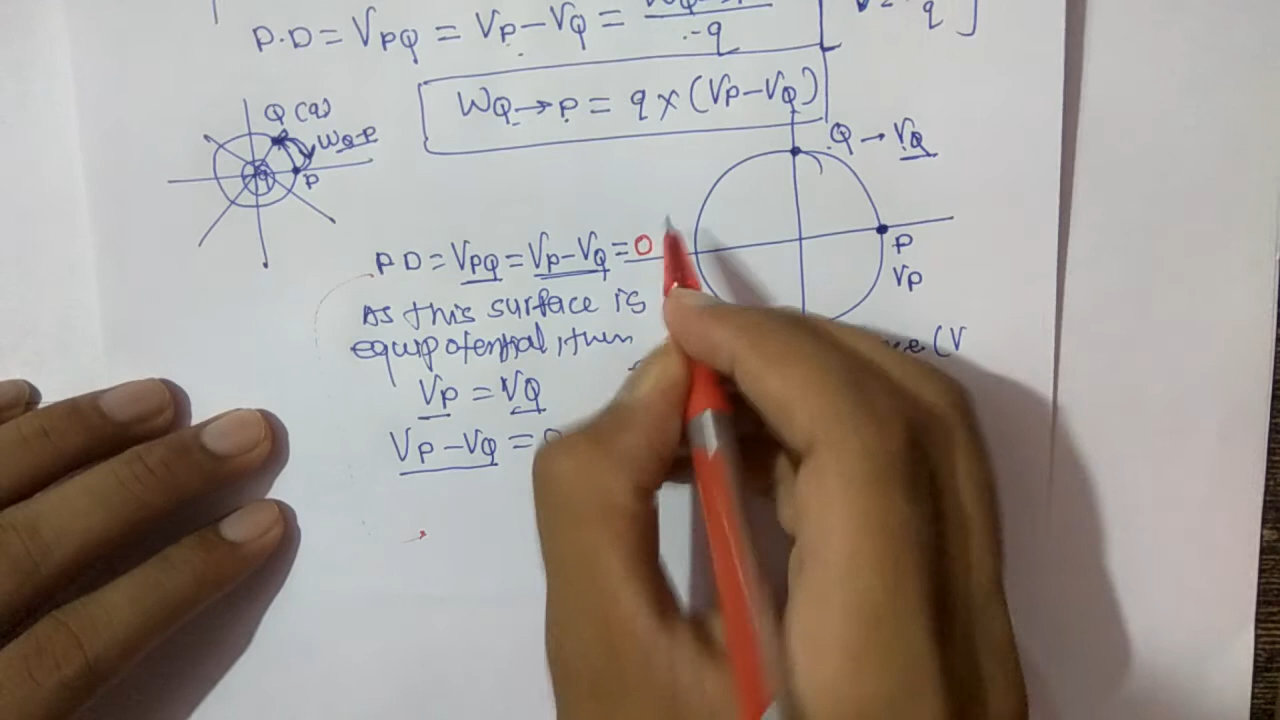 P.D = VPQ = VP-VQ =
-q
q
WQ→P = q × (VP-VQ)
Q (q)
WQ-P
P
Q → VQ
P
VP
PD = VPQ = VP-VQ = 0
As this surface is
equipotential, then
(V
VP = VQ
VP-VQ =